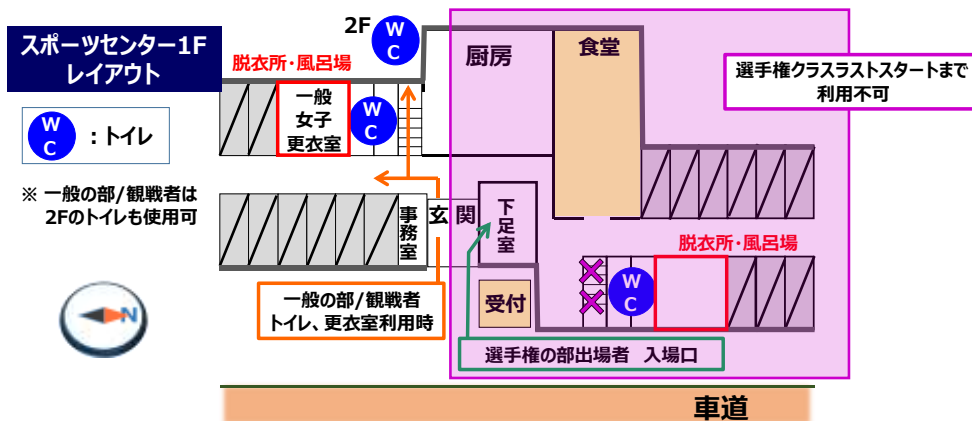 スポーツセンター1F
レイアウト
WC
：トイレ
※ 一般の部/観戦者は
2Fのトイレも使用可
2F
WC
脱衣所・風呂場
一般
女子
更衣室
WC
厨房
食堂
選手権クラスラストスタートまで
利用不可
事務室
玄関
下足室
脱衣所・風呂場
WC
受付
一般の部/観戦者
トイレ、更衣室利用時
選手権の部出場者 入場口
N
車道